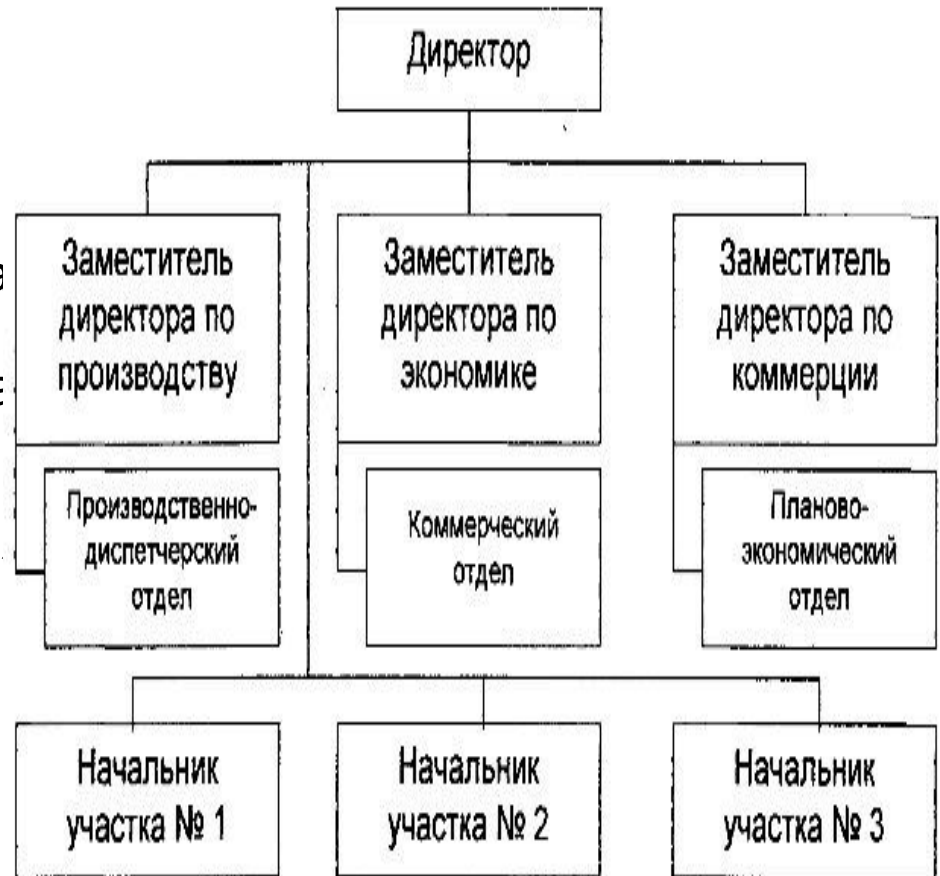 Директор
Заместитель
директора по
производству
Заместитель
директора по
экономике
Заместитель
директора по
коммерции
Производственно-
диспетчерский
отдел
Коммерческий
отдел
Планово-
экономический
отдел
Начальник
участка № 1
Начальник
участка № 2
Начальник
участка № 3